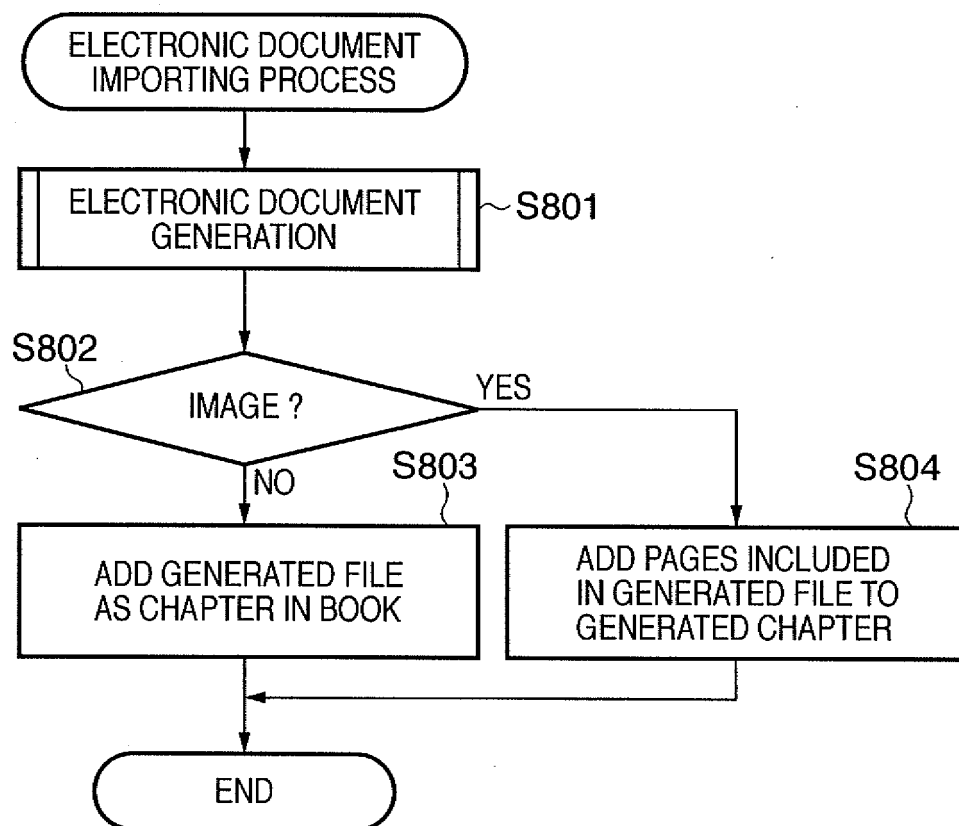 ELECTRONIC DOCUMENT
IMPORTING PROCESS
ELECTRONIC DOCUMENT
GENERATION
S801
S802
IMAGE ?
YES
NO
S803
ADD GENERATED FILE
AS CHAPTER IN BOOK
S804
ADD PAGES INCLUDED
IN GENERATED FILE TO
GENERATED CHAPTER
END